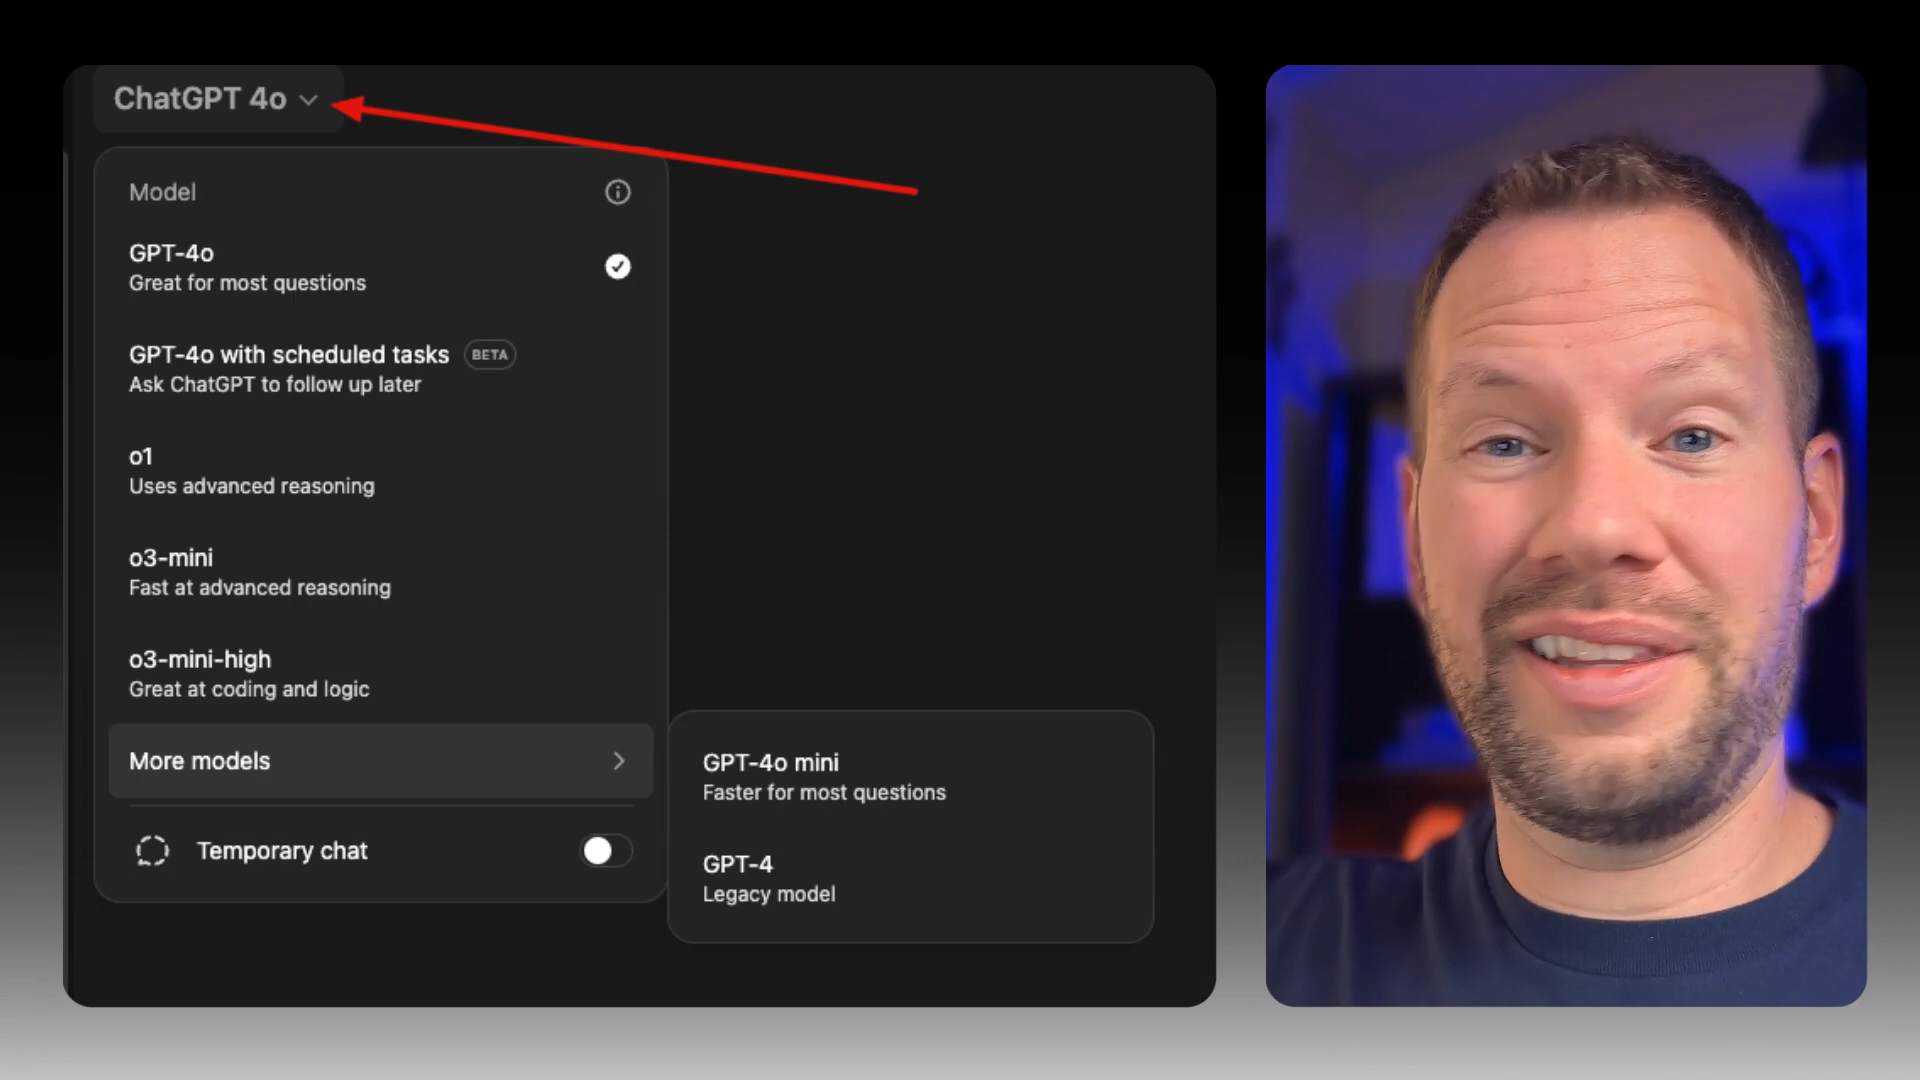 ChatGPT 4o
Model
GPT-4o
Great for most questions
GPT-4o with scheduled tasks BETA
Ask ChatGPT to follow up later
o1
Uses advanced reasoning
o3-mini
Fast at advanced reasoning
o3-mini-high
Great at coding and logic
More models
Temporary chat
GPT-4o mini
Faster for most questions
GPT-4
Legacy model